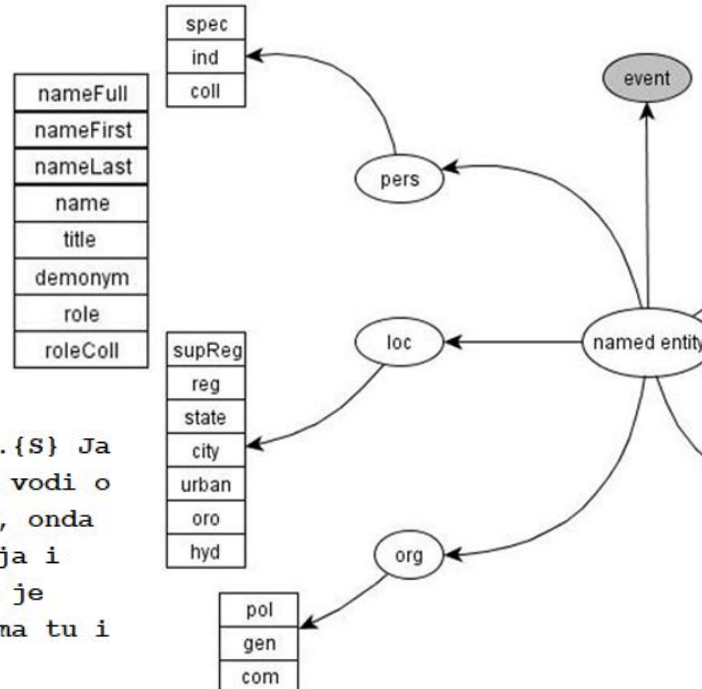 spec
ind
coll
event
nameFull
nameFirst
nameLast
name
title
demonym
role
roleColl
pers
supReg
reg
state
city
urban
oro
hyd
loc
named entity
.{S} Ja
vodi o
, onda
ja i
je
na tu i
org
pol
gen
com